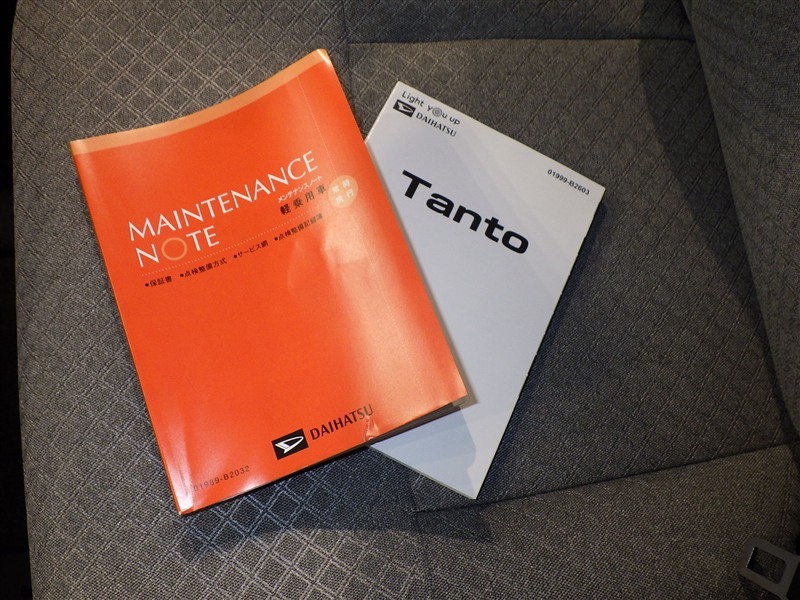 MAINTENANCE
NOTE
メンテナンスノート
軽乗用車
●保証書 ●点検整備方式 ●サービス網 ●点検整備記録簿
DAIHATSU
01989-B2032
Light you up
DAIHATSU
01999-B2603
Tanto